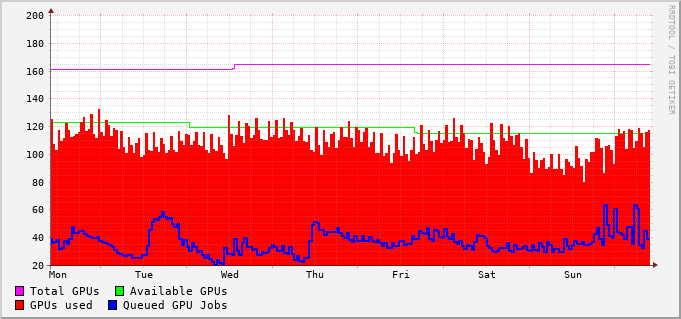 200
180
160
140
120
100
80
60
40
20
Mon Tue Wed Thu Fri Sat Sun
Total GPUs Available GPUs
GPUs used Queued GPU Jobs
RRDTOOL / TOBI OETIKER